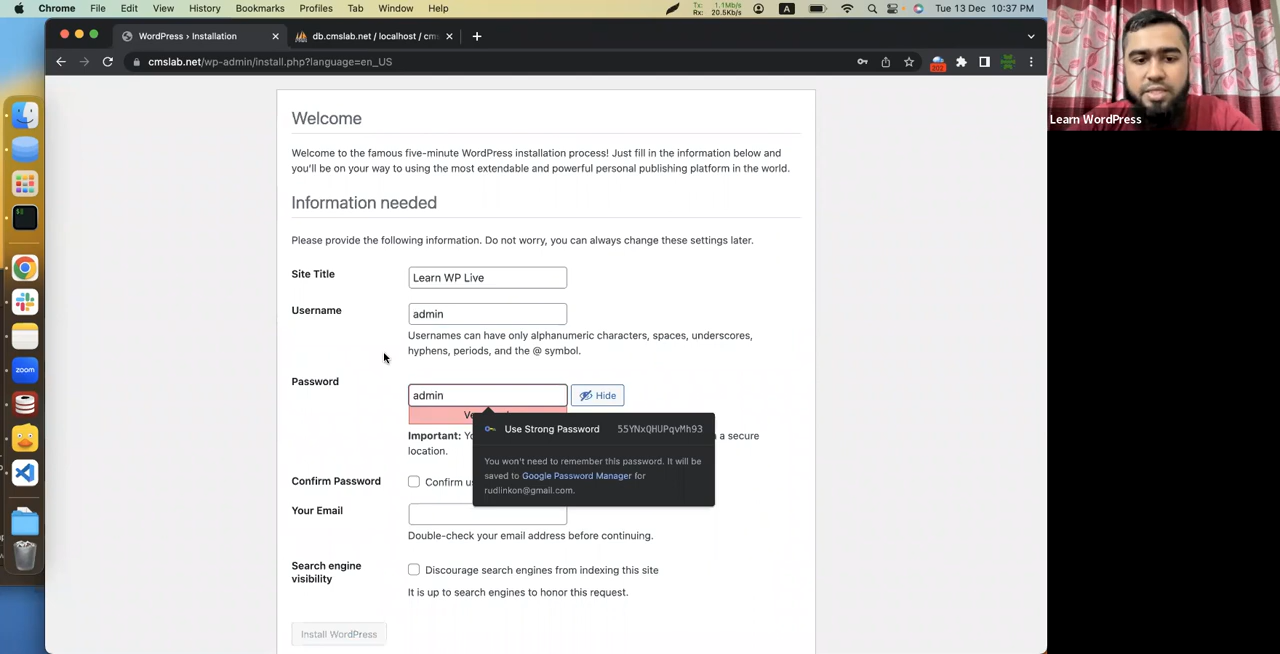 Chrome File Edit View History Bookmarks Profiles Tab Window Help
Tx: 1.1Mb/s
Rx: 20.5Kb/s
A
Tue 13 Dec 10:37 PM
WordPress › Installation
db.cmslab.net / localhost / cm
cmslab.net/wp-admin/install.php?language=en_US
202
Learn WordPress
Welcome
Welcome to the famous five-minute WordPress installation process! Just fill in the information below and
you'll be on your way to using the most extendable and powerful personal publishing platform in the world.
Information needed
Please provide the following information. Do not worry, you can always change these settings later.
Site Title
Learn WP Live
Username
admin
Usernames can have only alphanumeric characters, spaces, underscores,
hyphens, periods, and the @ symbol.
Password
admin
Hide
Important:
a secure
location.
Use Strong Password 55YNxQHUPqvMh93
You won't need to remember this password. It will be
saved to Google Password Manager for
rudlinkon@gmail.com.
Confirm Password
Confirm
Your Email
Double-check your email address before continuing.
Search engine
visibility
Discourage search engines from indexing this site
It is up to search engines to honor this request.
Install WordPress
zoom